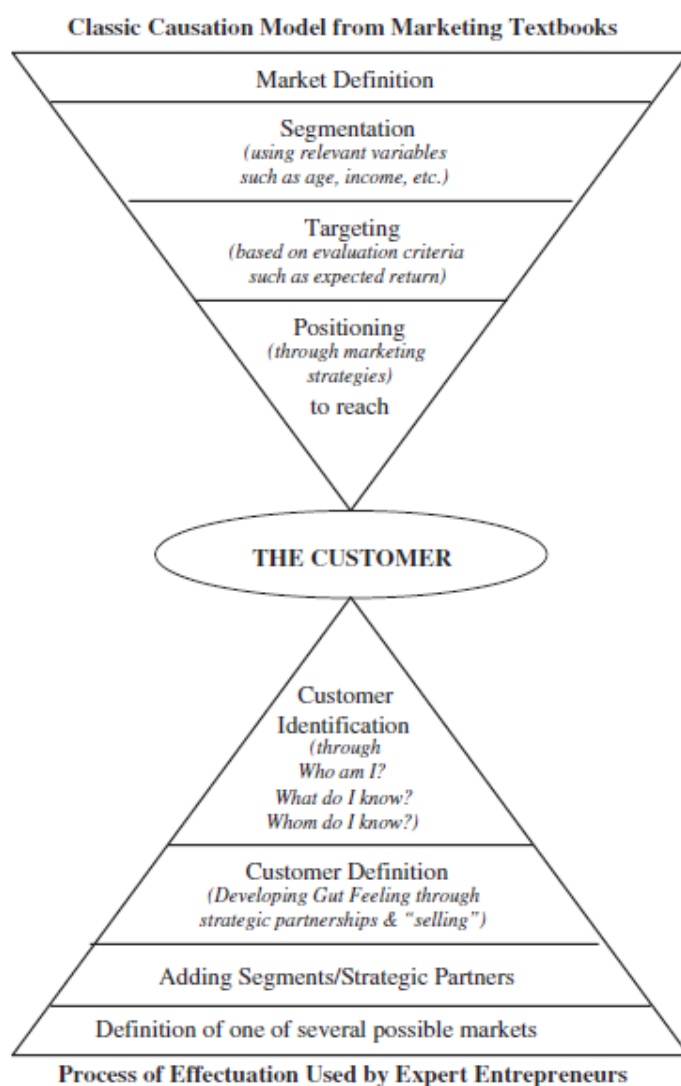 Classic Causation Model from Marketing Textbooks
Market Definition
Segmentation
(using relevant variables
such as age, income, etc.)
Targeting
(based on evaluation criteria
such as expected return)
Positioning
(through marketing
strategies)
to reach
THE CUSTOMER
Customer
Identification
(through
Who am I?
What do I know?
Whom do I know?)
Customer Definition
(Developing Gut Feeling through
strategic partnerships & “selling”)
Adding Segments/Strategic Partners
Definition of one of several possible markets
Process of Effectuation Used by Expert Entrepreneurs